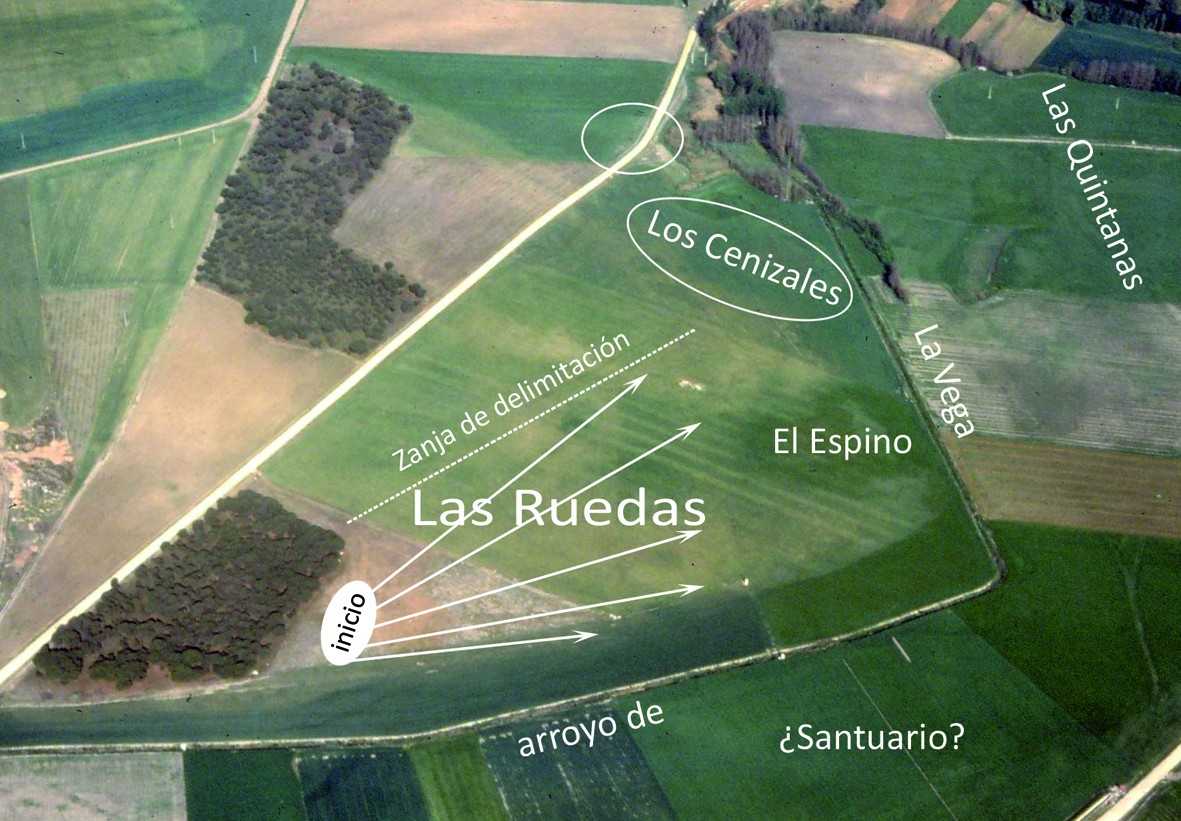 Las Quintanas
Los Cenizales
La Vega
Zanja de delimitación
El Espino
Las Ruedas
inicio
arroyo de
¿Santuario?